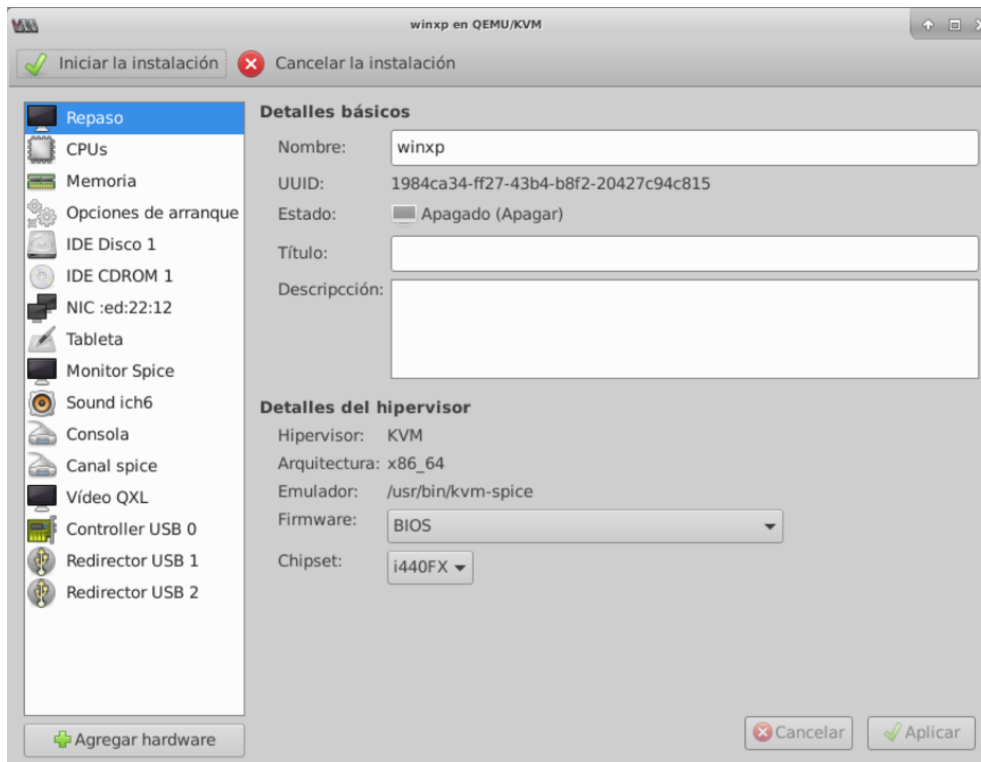 winxp en QEMU/KVM
Iniciar la instalación
Cancelar la instalación
Repaso
CPUs
Memoria
Opciones de arranque
IDE Disco 1
IDE CDROM 1
NIC :ed:22:12
Tableta
Monitor Spice
Sound ich6
Consola
Canal spice
Vídeo QXL
Controller USB 0
Redirector USB 1
Redirector USB 2
Agregar hardware
Detalles básicos
Nombre: winxp
UUID: 1984ca34-ff27-43b4-b8f2-20427c94c815
Estado: Apagado (Apagar)
Título:
Descripcción:
Detalles del hipervisor
Hipervisor: KVM
Arquitectura: x86_64
Emulador: /usr/bin/kvm-spice
Firmware: BIOS
Chipset: i440FX
Cancelar
Aplicar